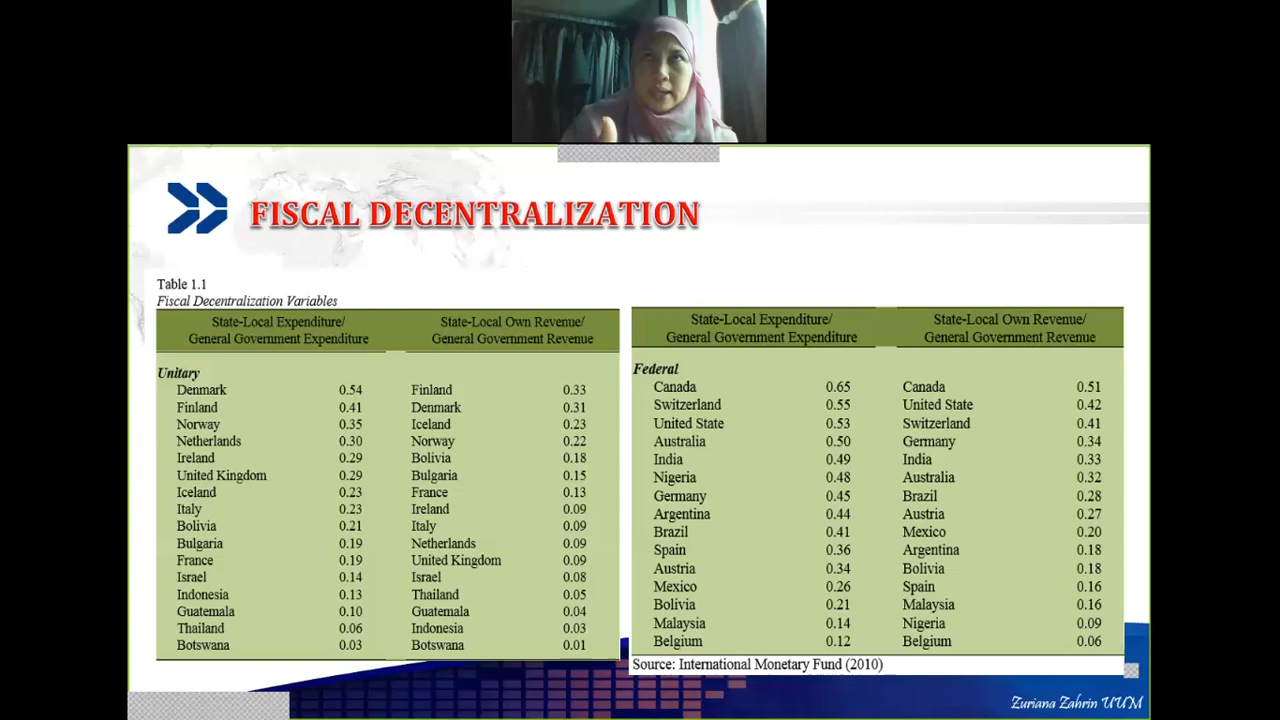 FISCAL DECENTRALIZATION
Table 1.1
Fiscal Decentralization Variables
State-Local Expenditure/ State-Local Own Revenue/
General Government Expenditure General Government Revenue
Unitary
Denmark 0.54 Finland 0.33
Finland 0.41 Denmark 0.31
Norway 0.35 Iceland 0.23
Netherlands 0.30 Norway 0.22
Ireland 0.29 Bolivia 0.18
United Kingdom 0.29 Bulgaria 0.15
Iceland 0.23 France 0.13
Italy 0.23 Ireland 0.09
Bolivia 0.21 Italy 0.09
Bulgaria 0.19 Netherlands 0.09
France 0.19 United Kingdom 0.09
Israel 0.14 Israel 0.08
Indonesia 0.13 Thailand 0.05
Guatemala 0.10 Guatemala 0.04
Thailand 0.06 Indonesia 0.03
Botswana 0.03 Botswana 0.01
State-Local Expenditure/ State-Local Own Revenue/
General Government Expenditure General Government Revenue
Federal
Canada 0.65 Canada 0.51
Switzerland 0.55 United State 0.42
United State 0.53 Switzerland 0.41
Australia 0.50 Germany 0.34
India 0.49 India 0.33
Nigeria 0.48 Australia 0.32
Germany 0.45 Brazil 0.28
Argentina 0.44 Austria 0.27
Brazil 0.41 Mexico 0.20
Spain 0.36 Argentina 0.18
Austria 0.34 Bolivia 0.18
Mexico 0.26 Spain 0.16
Bolivia 0.21 Malaysia 0.16
Malaysia 0.14 Nigeria 0.09
Belgium 0.12 Belgium 0.06
Source: International Monetary Fund (2010)
Zuriana Zahrin UUM